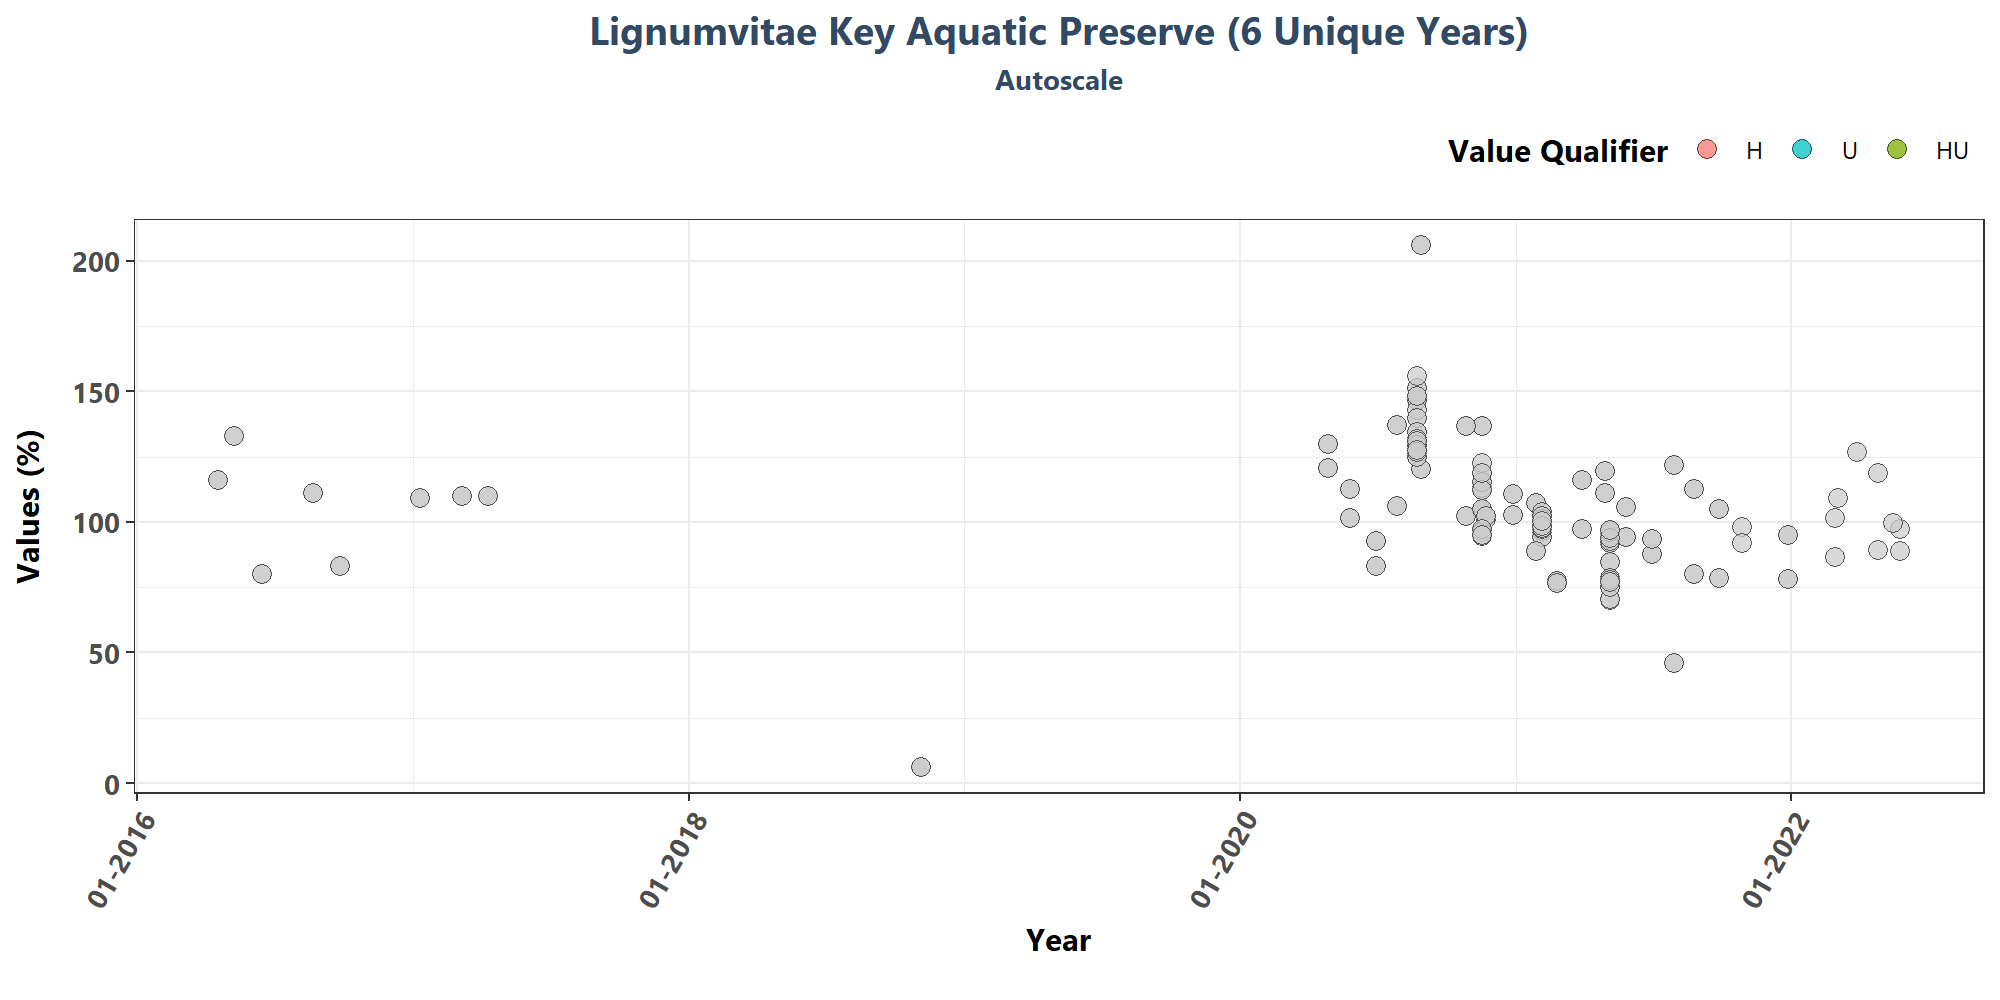 Lignumvitae Key Aquatic Preserve (6 Unique Years)
Autoscale
Value Qualifier H U HU
Values (%)
200
150
100
50
0
01-2016 01-2018 01-2020 01-2022
Year